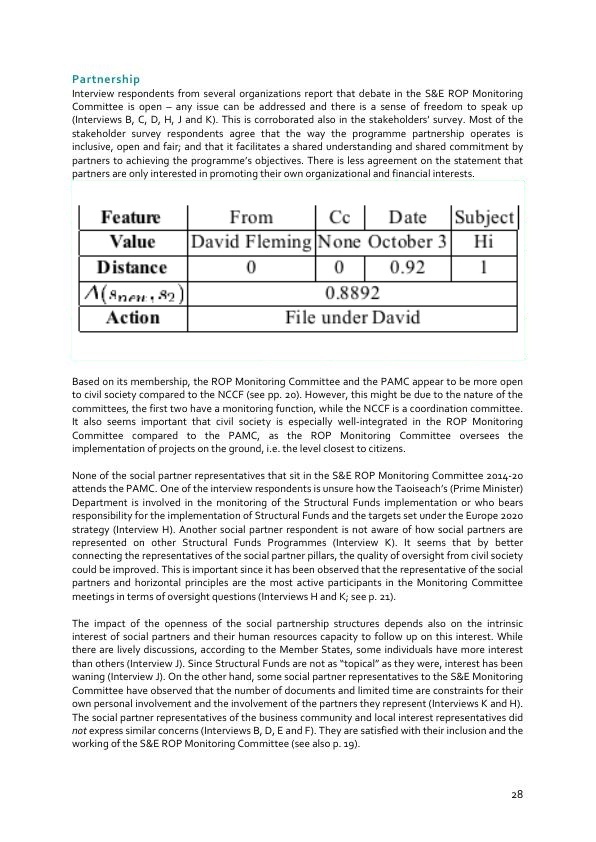 Partnership
Interview respondents from several organizations report that debate in the S&E ROP Monitoring
Committee is open – any issue can be addressed and there is a sense of freedom to speak up
(Interviews B, C, D, H, J and K). This is corroborated also in the stakeholders' survey. Most of the
stakeholder survey respondents agree that the way the programme partnership operates is
inclusive, open and fair; and that it facilitates a shared understanding and shared commitment by
partners to achieving the programme's objectives. There is less agreement on the statement that
partners are only interested in promoting their own organizational and financial interests.
Feature From Cc Date Subject
Value David Fleming None October 3 Hi
Distance 0 0 0.92 1
Λ(s_new, s_2) 0.8892
Action File under David
Based on its membership, the ROP Monitoring Committee and the PAMC appear to be more open
to civil society compared to the NCCF (see pp. 20). However, this might be due to the nature of the
committees, the first two have a monitoring function, while the NCCF is a coordination committee.
It also seems important that civil society is especially well-integrated in the ROP Monitoring
Committee compared to the PAMC, as the ROP Monitoring Committee oversees the
implementation of projects on the ground, i.e. the level closest to citizens.
None of the social partner representatives that sit in the S&E ROP Monitoring Committee 2014-20
attends the PAMC. One of the interview respondents is unsure how the Taoiseach's (Prime Minister)
Department is involved in the monitoring of the Structural Funds implementation or who bears
responsibility for the implementation of Structural Funds and the targets set under the Europe 2020
strategy (Interview H). Another social partner respondent is not aware of how social partners are
represented on other Structural Funds Programmes (Interview K). It seems that by better
connecting the representatives of the social partner pillars, the quality of oversight from civil society
could be improved. This is important since it has been observed that the representative of the social
partners and horizontal principles are the most active participants in the Monitoring Committee
meetings in terms of oversight questions (Interviews H and K; see p. 21).
The impact of the openness of the social partnership structures depends also on the intrinsic
interest of social partners and their human resources capacity to follow up on this interest. While
there are lively discussions, according to the Member States, some individuals have more interest
than others (Interview J). Since Structural Funds are not as "topical" as they were, interest has been
waning (Interview J). On the other hand, some social partner representatives to the S&E Monitoring
Committee have observed that the number of documents and limited time are constraints for their
own personal involvement and the involvement of the partners they represent (Interviews K and H).
The social partner representatives of the business community and local interest representatives did
not express similar concerns (Interviews B, D, E and F). They are satisfied with their inclusion and the
working of the S&E ROP Monitoring Committee (see also p. 19).
28